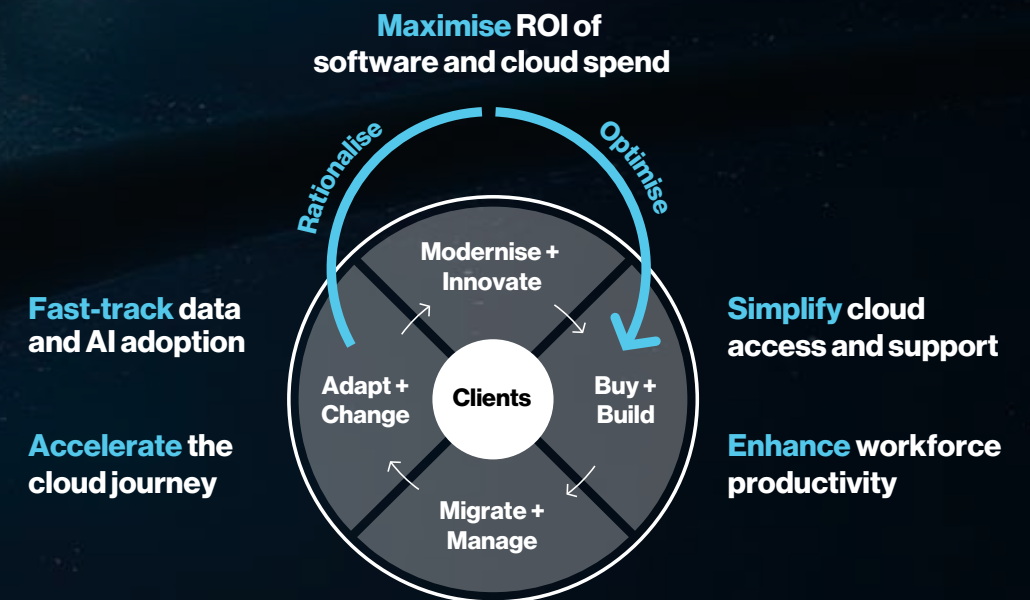 Maximise ROI of
software and cloud spend
Rationalise
Optimise
Modernise +
Innovate
Fast-track data
and AI adoption
Simplify cloud
access and support
Adapt +
Change
Clients
Buy +
Build
Accelerate the
cloud journey
Enhance workforce
productivity
Migrate +
Manage